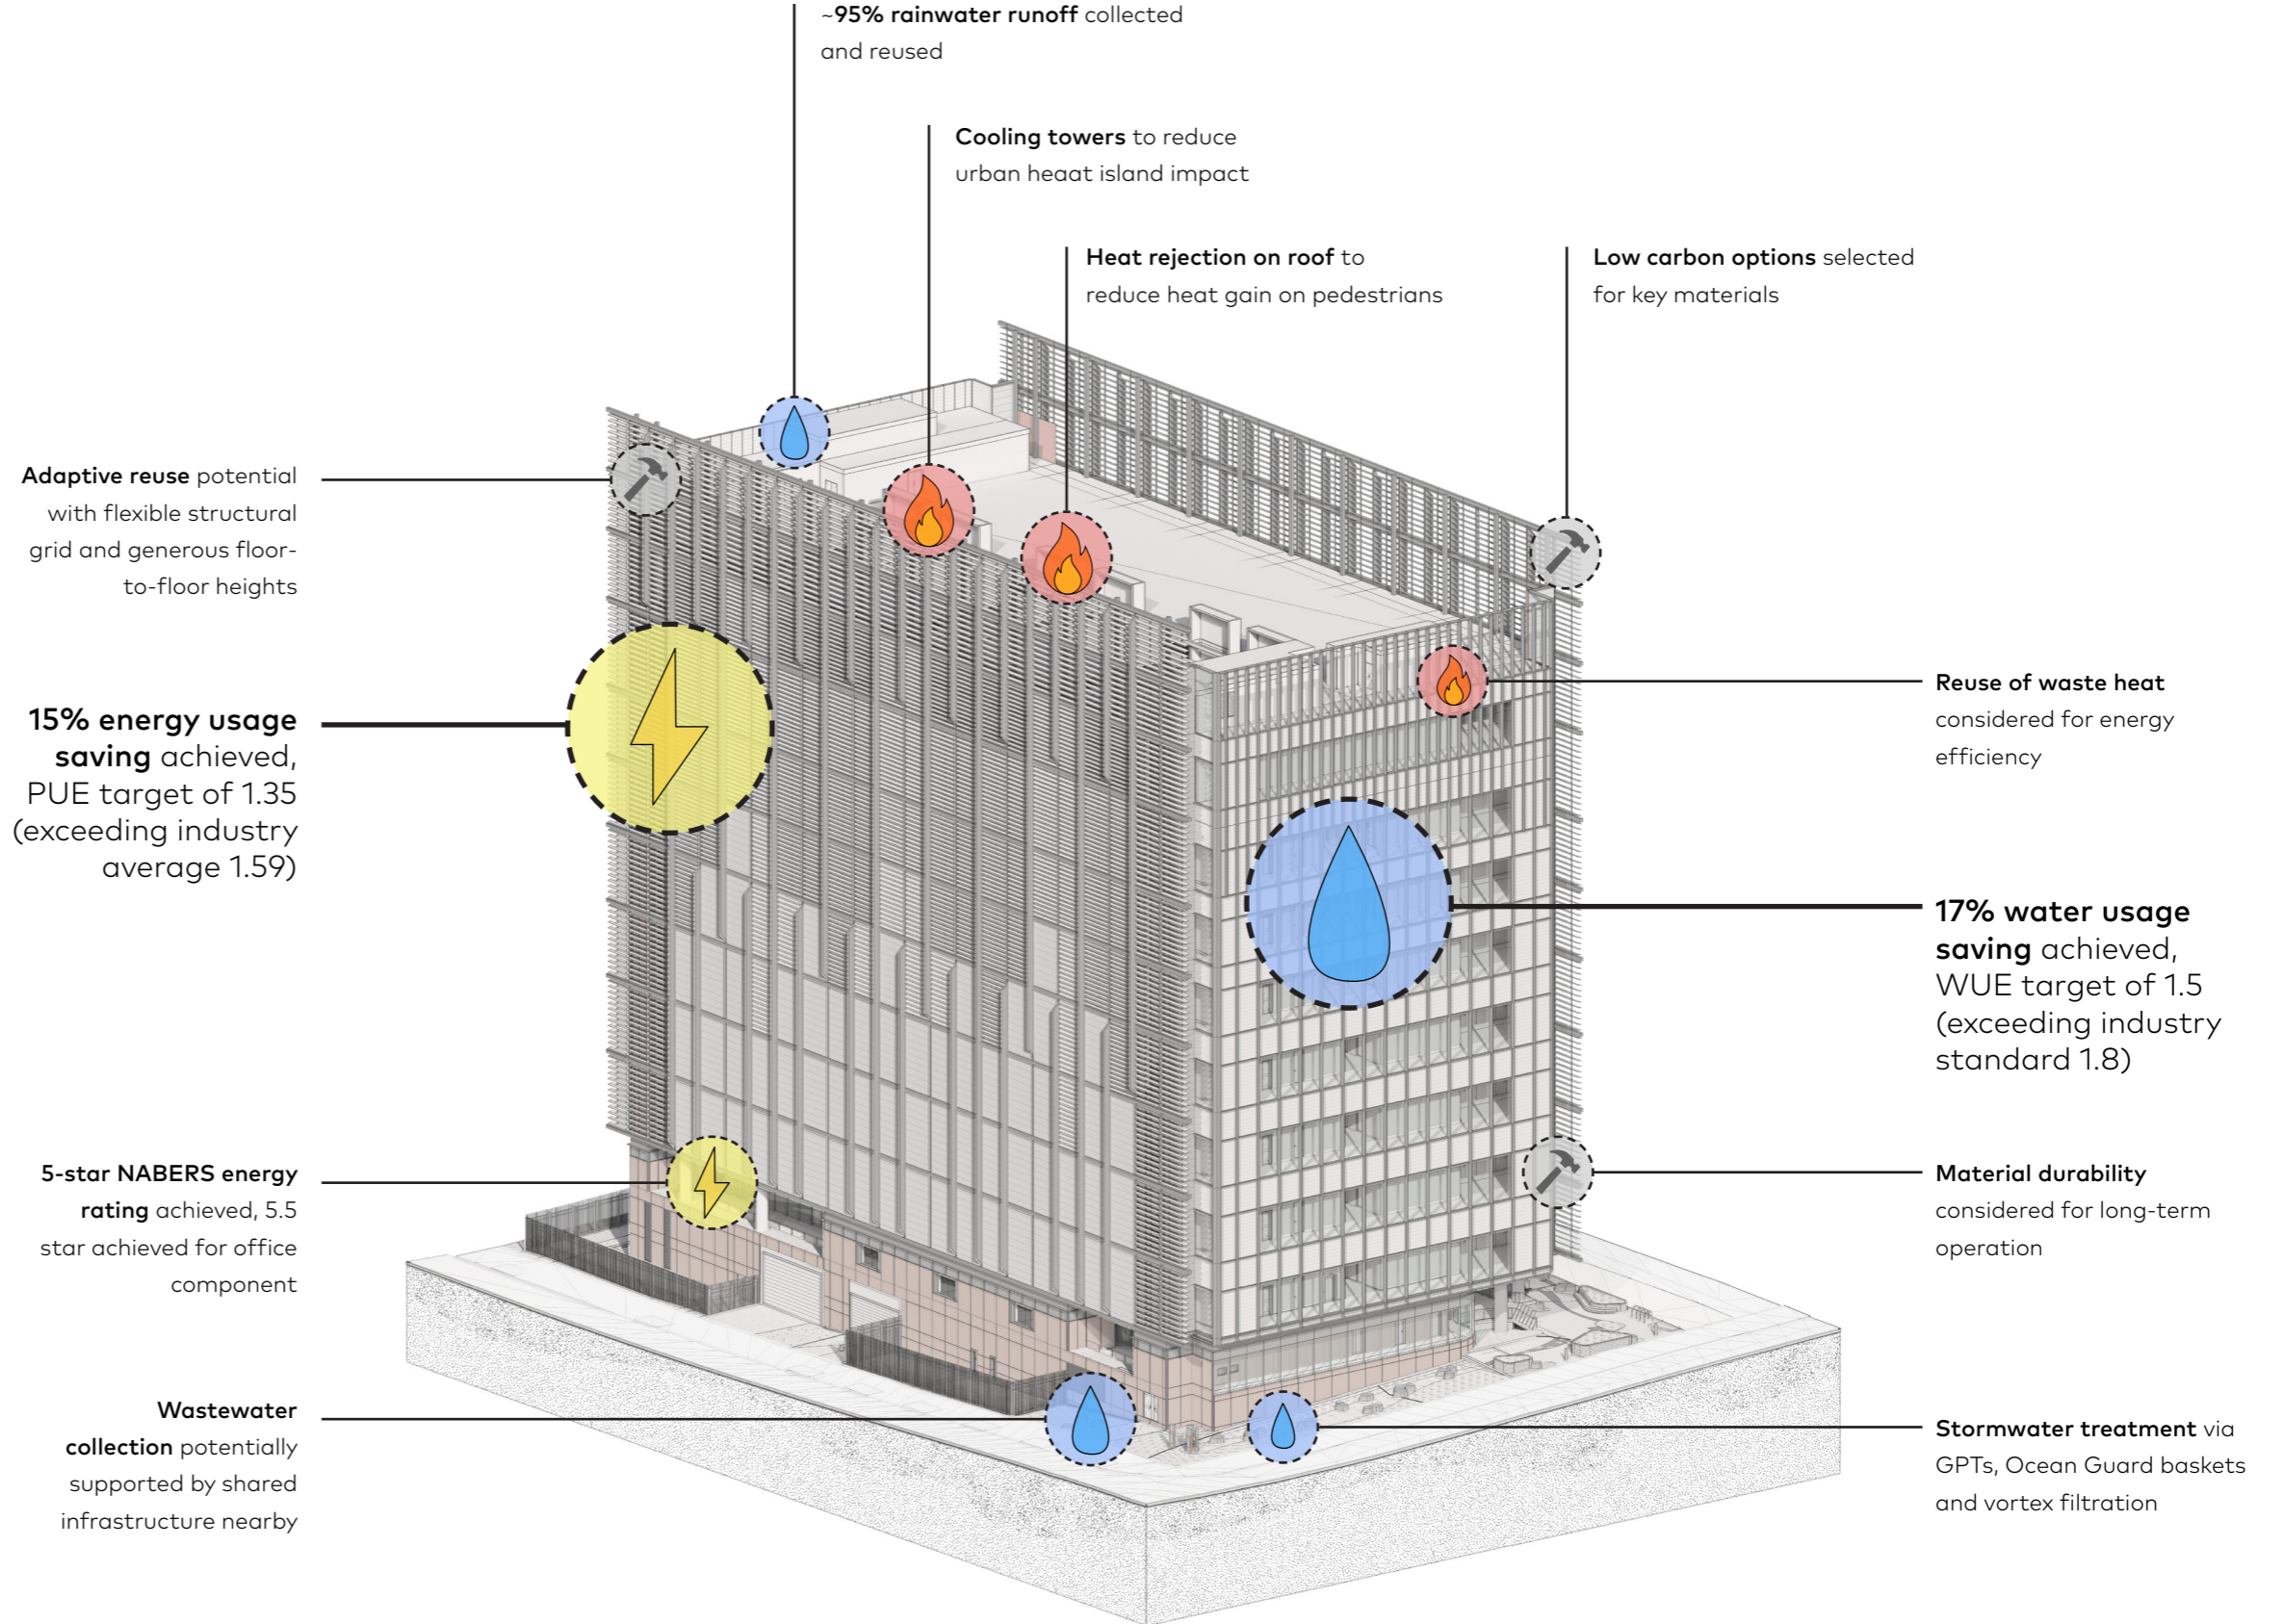 ~95% rainwater runoff collected
and reused
Cooling towers to reduce
urban heaat island impact
Heat rejection on roof to
reduce heat gain on pedestrians
Low carbon options selected
for key materials
Adaptive reuse potential
with flexible structural
grid and generous floor-
to-floor heights
15% energy usage
saving achieved,
PUE target of 1.35
(exceeding industry
average 1.59)
Reuse of waste heat
considered for energy
efficiency
17% water usage
saving achieved,
WUE target of 1.5
(exceeding industry
standard 1.8)
5-star NABERS energy
rating achieved, 5.5
star achieved for office
component
Material durability
considered for long-term
operation
Wastewater
collection potentially
supported by shared
infrastructure nearby
Stormwater treatment via
GPTs, Ocean Guard baskets
and vortex filtration